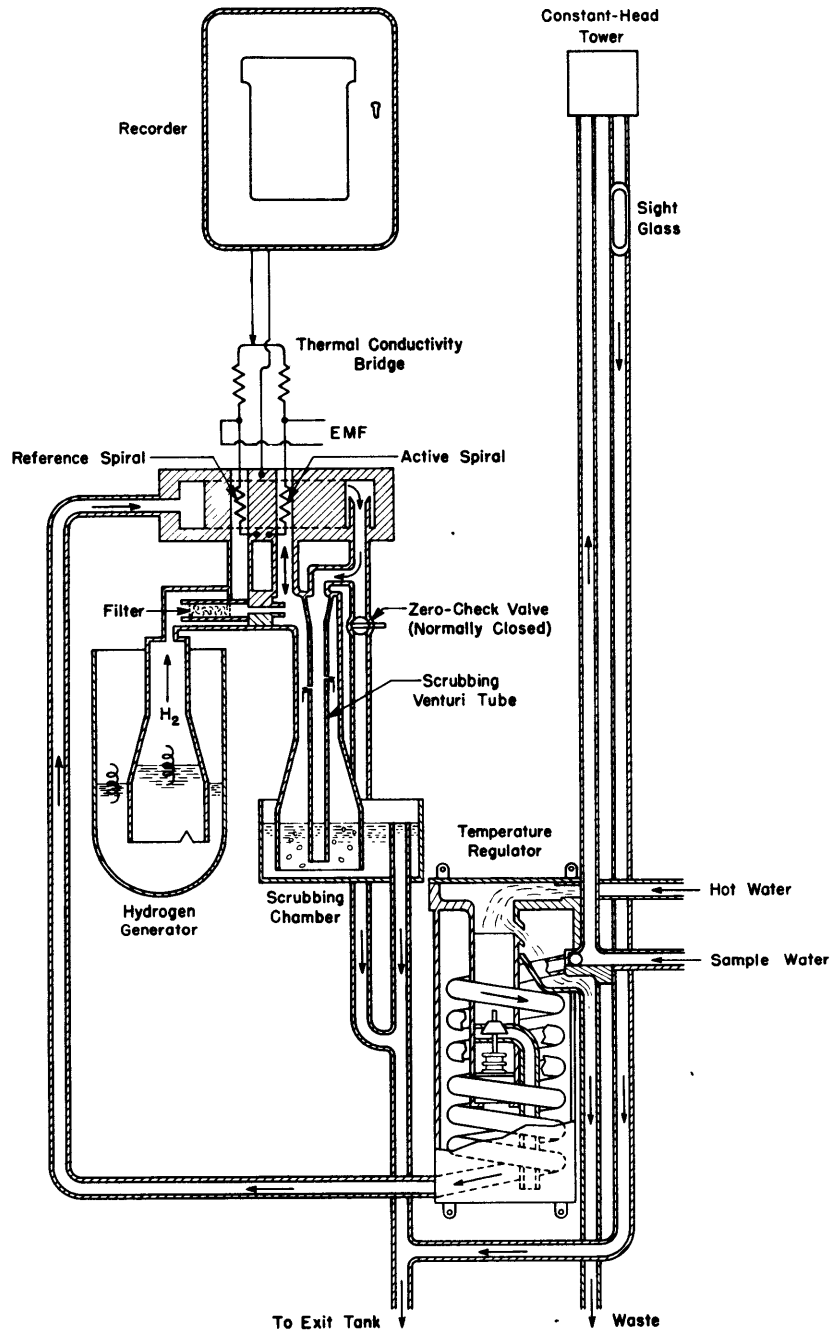 Constant-Head
Tower
Recorder
Sight
Glass
Thermal Conductivity
Bridge
EMF
Reference Spiral
Active Spiral
Filter
Zero-Check Valve
(Normally Closed)
Scrubbing
Venturi Tube
H2
Temperature
Regulator
Hot Water
Hydrogen
Generator
Scrubbing
Chamber
Sample Water
To Exit Tank
Waste